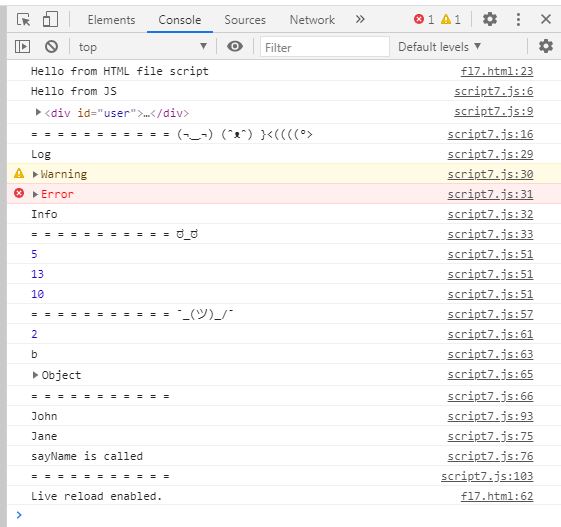 Elements Console Sources Network » 1 1
top Filter Default levels
Hello from HTML file script fl7.html:23
Hello from JS script7.js:6
<div id="user">…</div> script7.js:9
= = = = = = = = = = = (¬‿¬) (ˆᴥˆ) }<((((°> script7.js:16
Log script7.js:29
Warning script7.js:30
Error script7.js:31
Info script7.js:32
= = = = = = = = = = = ಠ_ಠ script7.js:33
5 script7.js:51
13 script7.js:51
10 script7.js:51
= = = = = = = = = = = ¯_(ツ)_/¯ script7.js:57
2 script7.js:61
b script7.js:63
Object script7.js:65
= = = = = = = = = = = script7.js:66
John script7.js:93
Jane script7.js:75
sayName is called script7.js:76
= = = = = = = = = = = script7.js:103
Live reload enabled. fl7.html:62
>